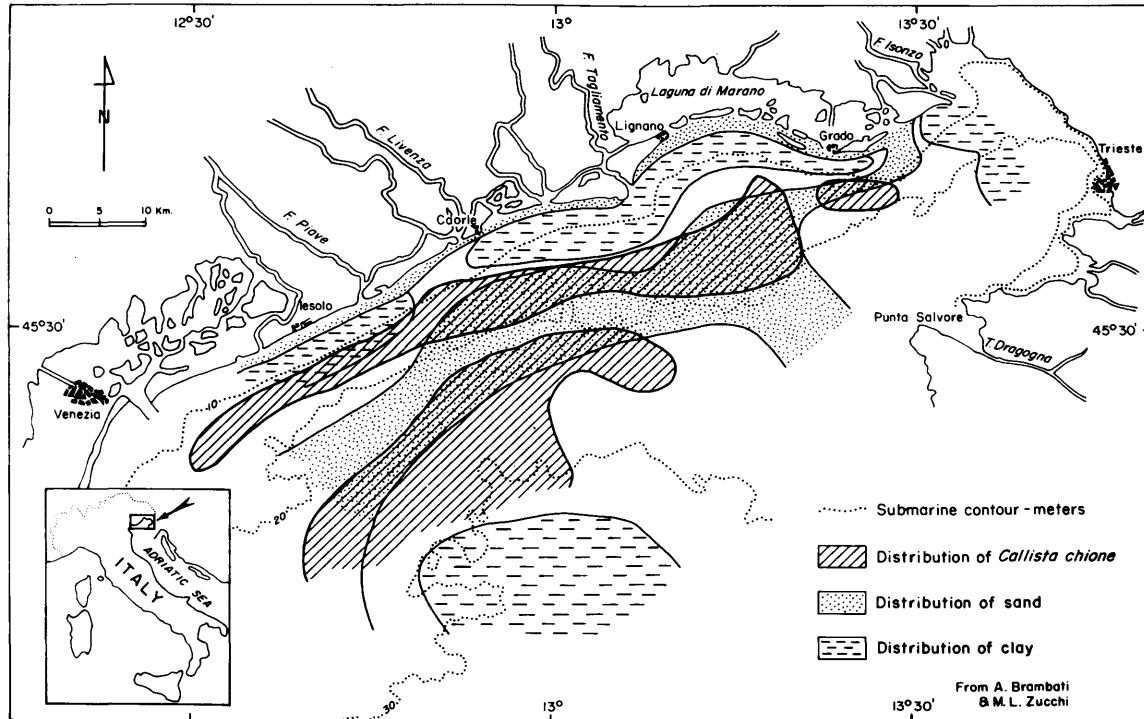 12° 30'
13°
13° 30'
N
F. Isonzo
F. Tagliamento
Laguna di Marano
Lignano
Grado
Trieste
F. Livenza
0 5 10 Km.
Caorle
F. Piave
Iesolo
45° 30'
Punta Salvore
45° 30'
T. Dragogna
Venezia
10
20
30
ITALY
ADRIATIC SEA
Submarine contour - meters
Distribution of Callista chione
Distribution of sand
Distribution of clay
From A. Brambati
& M. L. Zucchi
12° 30'
13°
13° 30'